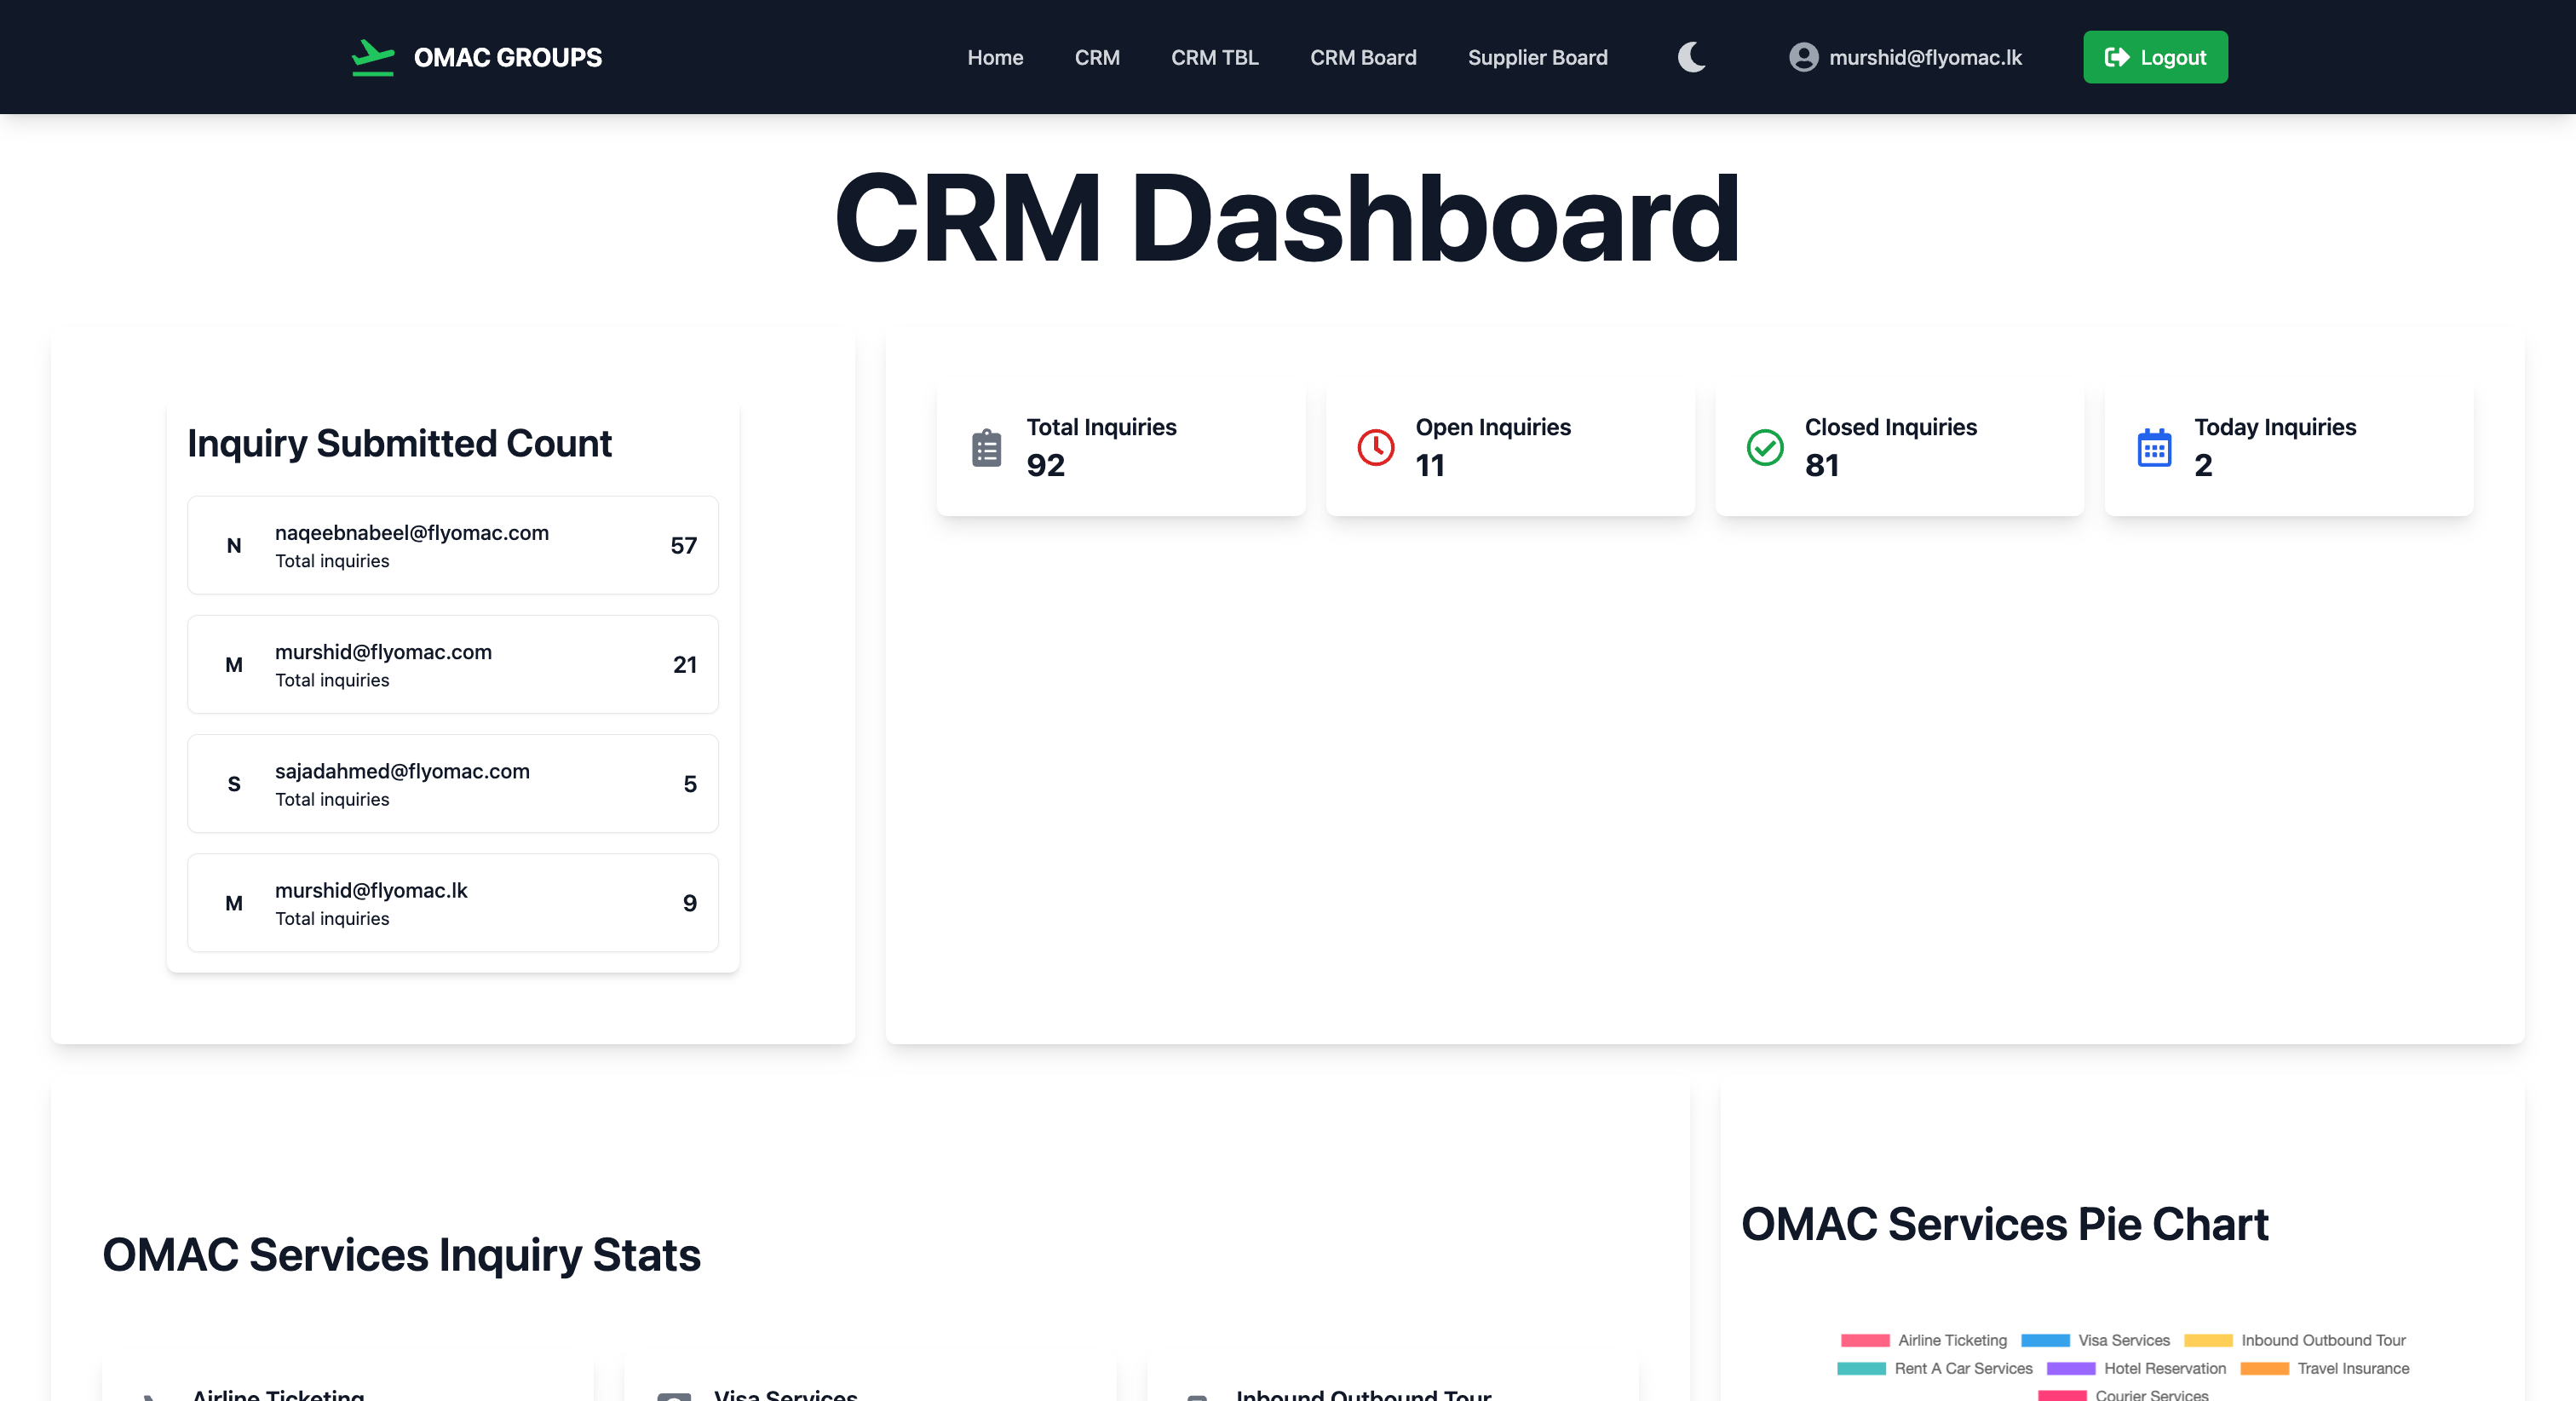 OMAC GROUPS
Home
CRM
CRM TBL
CRM Board
Supplier Board
murshid@flyomac.lk
Logout
CRM Dashboard
Inquiry Submitted Count
N
naqeebnabeel@flyomac.com
Total inquiries
57
M
murshid@flyomac.com
Total inquiries
21
S
sajadahmed@flyomac.com
Total inquiries
5
M
murshid@flyomac.lk
Total inquiries
9
Total Inquiries
92
Open Inquiries
11
Closed Inquiries
81
Today Inquiries
2
OMAC Services Inquiry Stats
Airline Ticketing
Visa Services
Inbound Outbound Tour
OMAC Services Pie Chart
Airline Ticketing
Visa Services
Inbound Outbound Tour
Rent A Car Services
Hotel Reservation
Travel Insurance
Courier Services